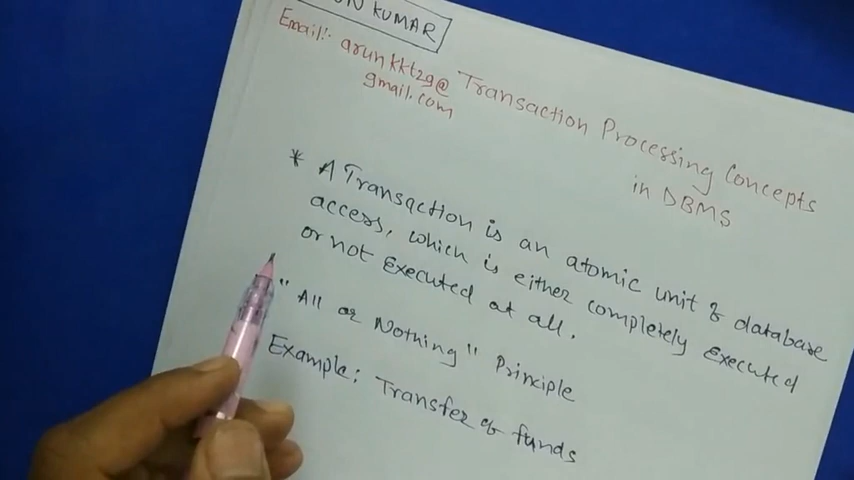 KUMAR
Email:- arunkkt29@
gmail.com
Transaction Processing Concepts
in DBMS
* A Transaction is an atomic unit of database
access, which is either completely executed
or not executed at all.
"All or Nothing" Principle
Example: Transfer of funds